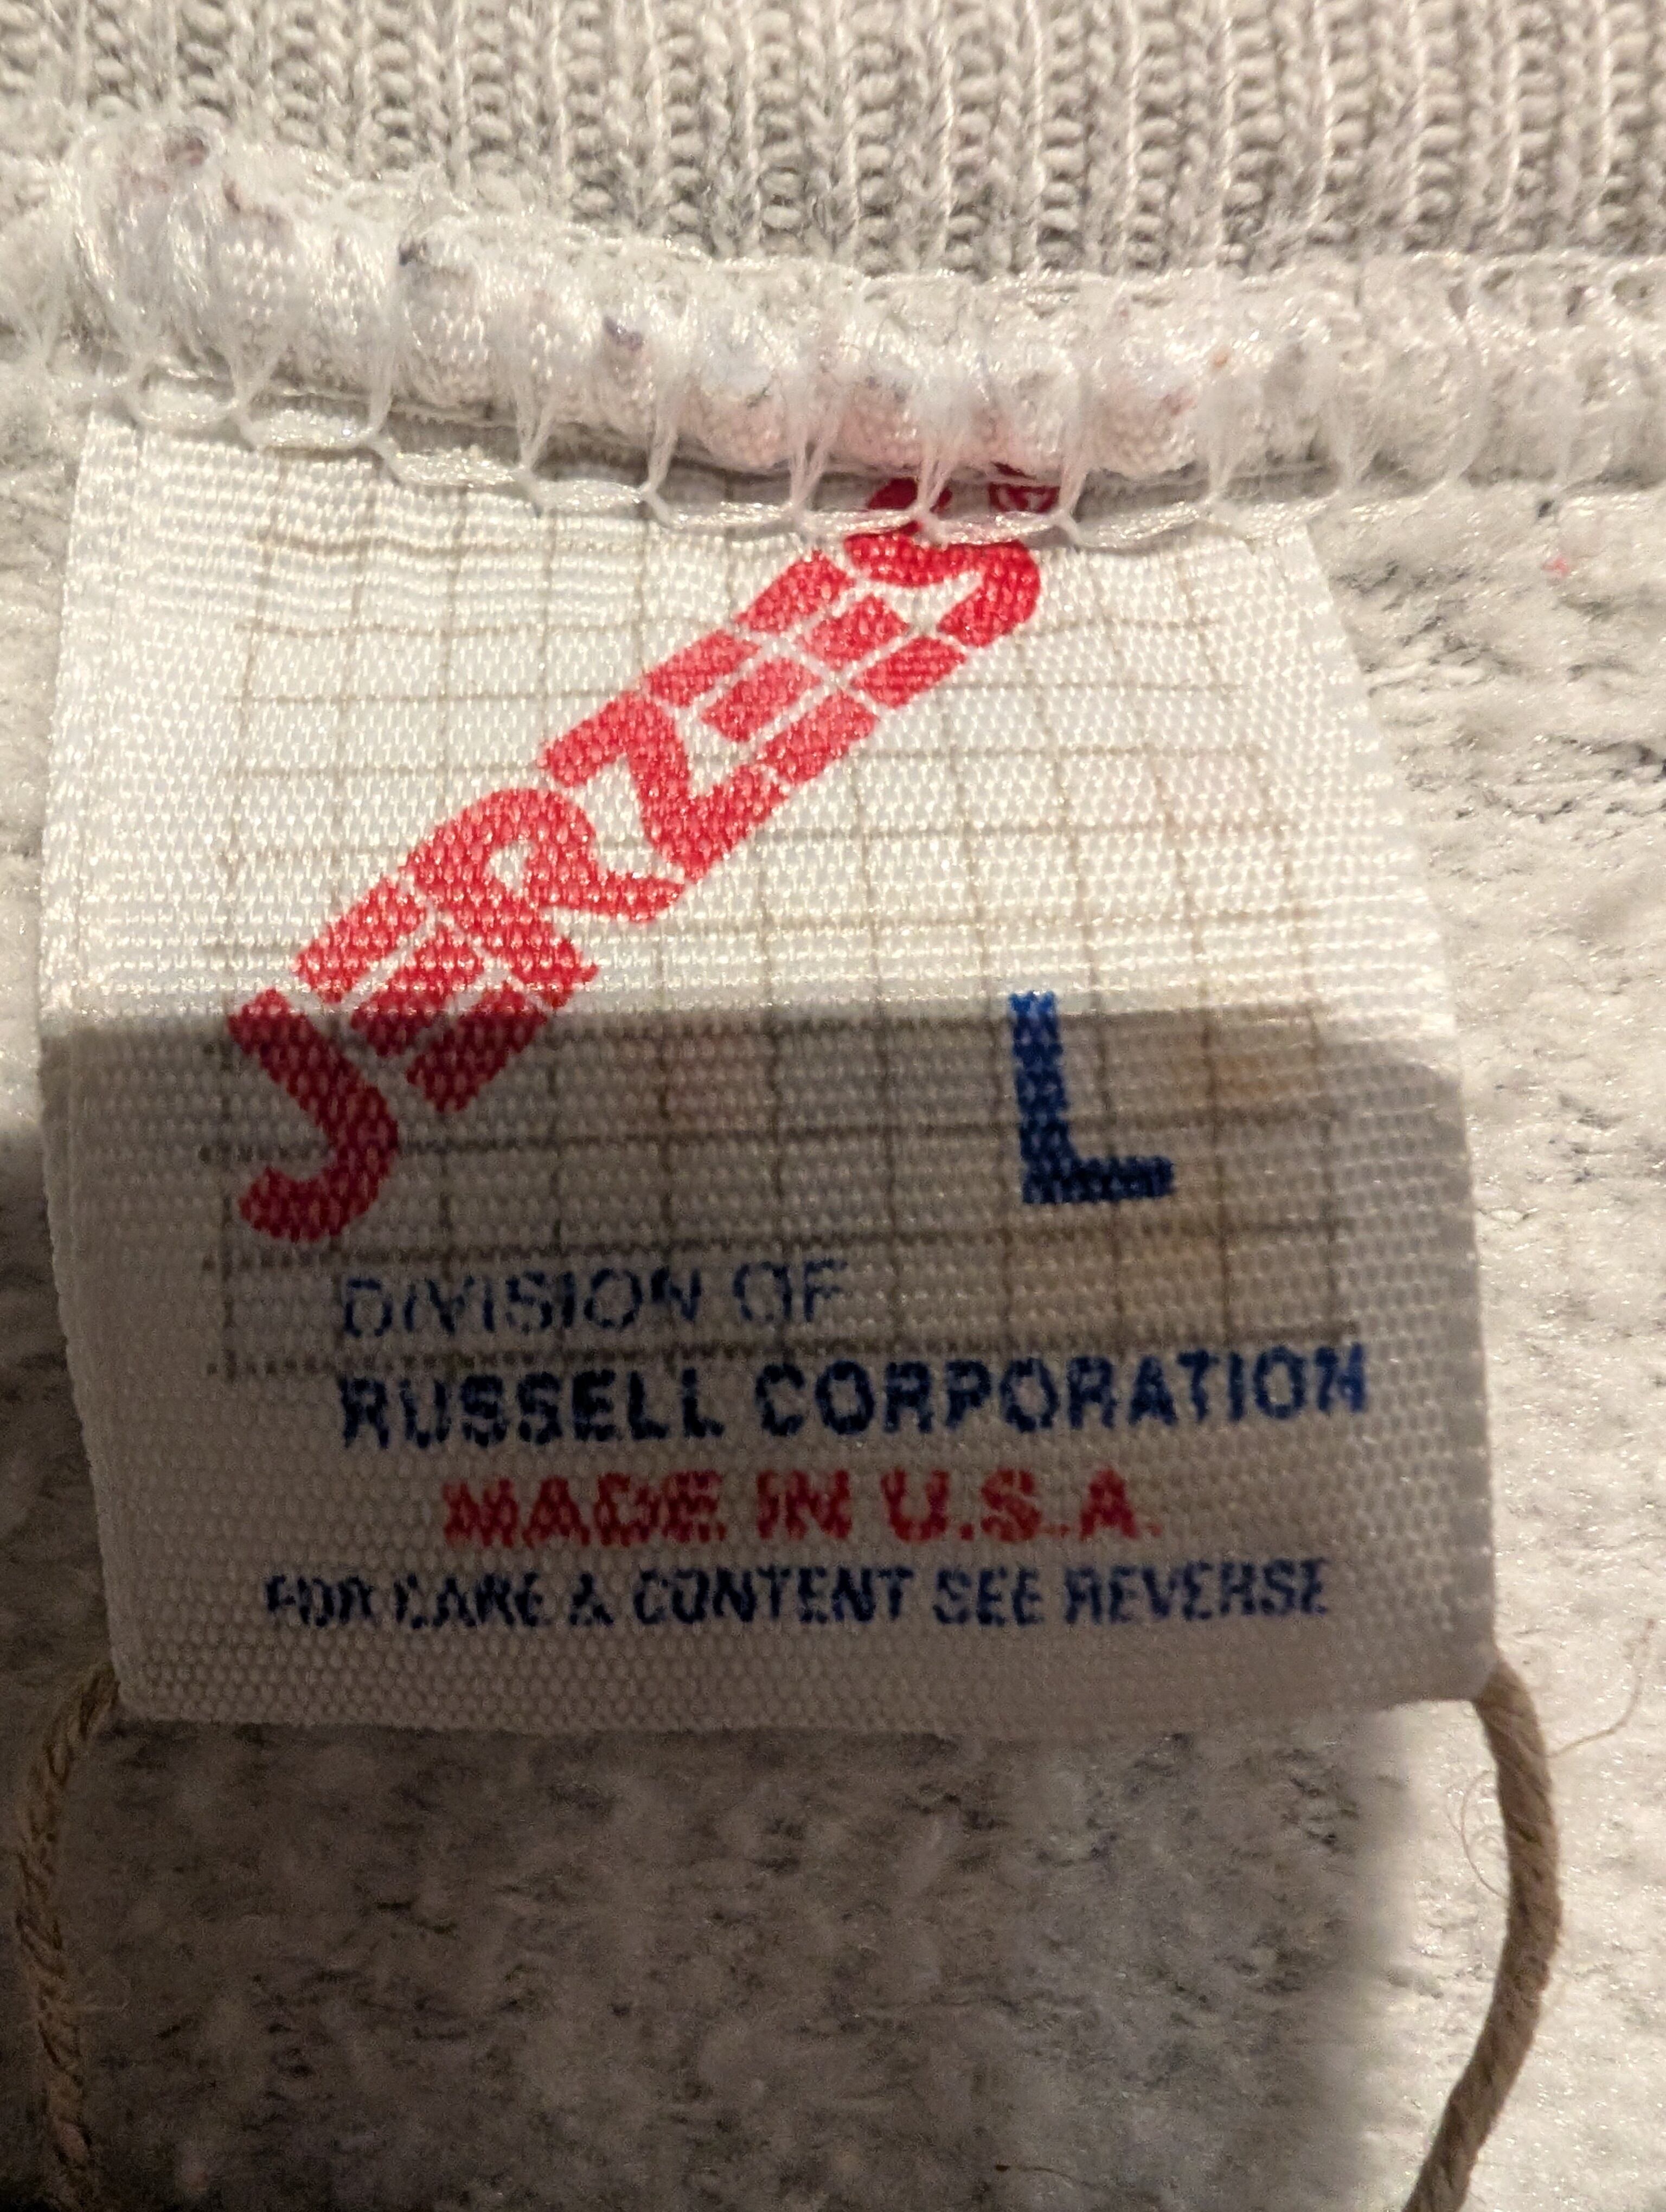 JERZEES
L
DIVISION OF
RUSSELL CORPORATION
MADE IN U.S.A.
FOR CARE & CONTENT SEE REVERSE